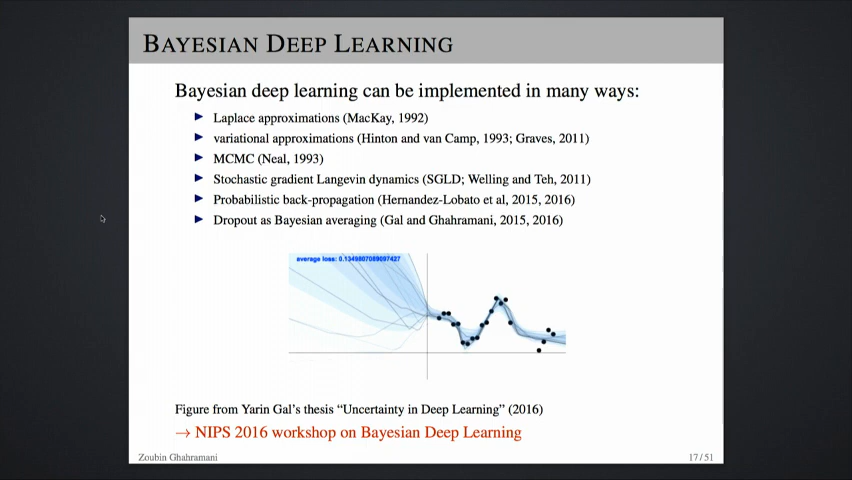 BAYESIAN DEEP LEARNING
Bayesian deep learning can be implemented in many ways:
Laplace approximations (MacKay, 1992)
variational approximations (Hinton and van Camp, 1993; Graves, 2011)
MCMC (Neal, 1993)
Stochastic gradient Langevin dynamics (SGLD; Welling and Teh, 2011)
Probabilistic back-propagation (Hernandez-Lobato et al, 2015, 2016)
Dropout as Bayesian averaging (Gal and Ghahramani, 2015, 2016)
average loss:
Figure from Yarin Gal's thesis “Uncertainty in Deep Learning” (2016)
→ NIPS 2016 workshop on Bayesian Deep Learning
Zoubin Ghahramani
17 / 51